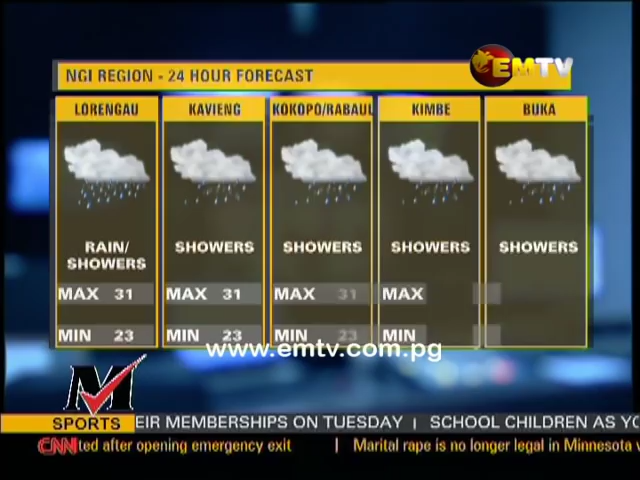 NGI REGION - 24 HOUR FORECAST
EMTV
LORENGAU
KAVIENG
KOKOPO/RABAUL
KIMBE
BUKA
RAIN/
SHOWERS
SHOWERS
SHOWERS
SHOWERS
SHOWERS
MAX 31
MAX 31
MAX 31
MAX
MIN 23
MIN 23
MIN 23
MIN
www.emtv.com.pg
M
SPORTS
EIR MEMBERSHIPS ON TUESDAY | SCHOOL CHILDREN AS YO
CNN ted after opening emergency exit | Marital rape is no longer legal in Minnesota w